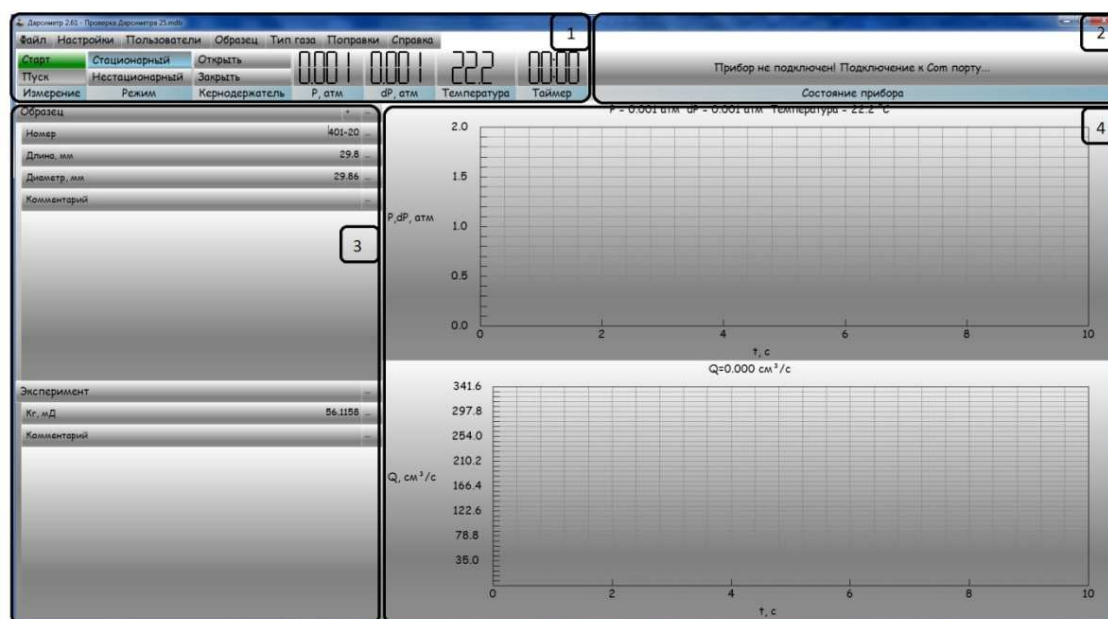 Дарсиметр 2.61 - Проверка Дарсиметра 25.mdb
Файл Настройки Пользователи Образец Тип газа Поправки Справка
1
Старт Стационарный Открыть
Пуск Нестационарный Закрыть
0.001 0.001 22.2 00:00
Измерение Режим Кернодержатель P, атм dP, атм Температура Таймер
2
Прибор не подключен! Подключение к Com порту...
Состояние прибора
Образец + ...
Номер 401-20 ...
Длина, мм 29.8 ...
Диаметр, мм 29.86 ...
Комментарий ...
3
Эксперимент ...
Кг, мД 56.1158 ...
Комментарий ...
P = 0.001 атм dP = 0.001 атм Температура = 22.2 °C
4
2.0
1.5
P,dP, атм
1.0
0.5
0.0
0 2 4 6 8 10
t, c
Q=0.000 см³/с
341.6
297.8
254.0
210.2
Q, см³/с
166.4
122.6
78.8
35.0
0 2 4 6 8 10
t, c